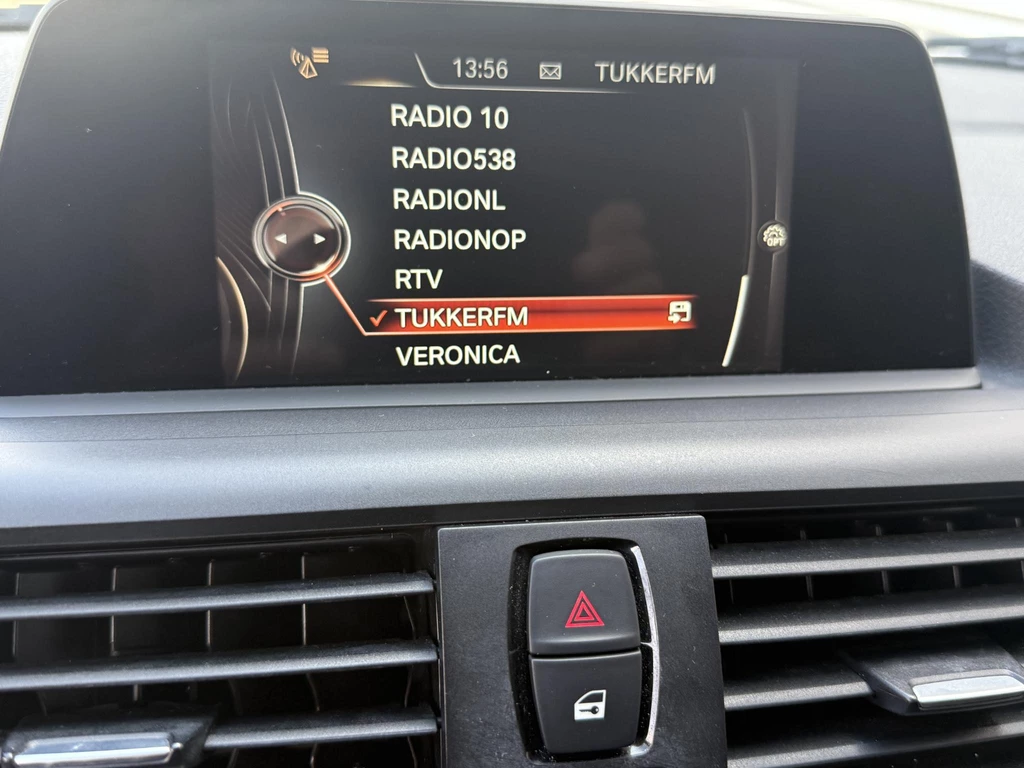 13:56 TUKKERFM
RADIO 10
RADIO538
RADIONL
RADIONOP
RTV
TUKKERFM
VERONICA
OPT